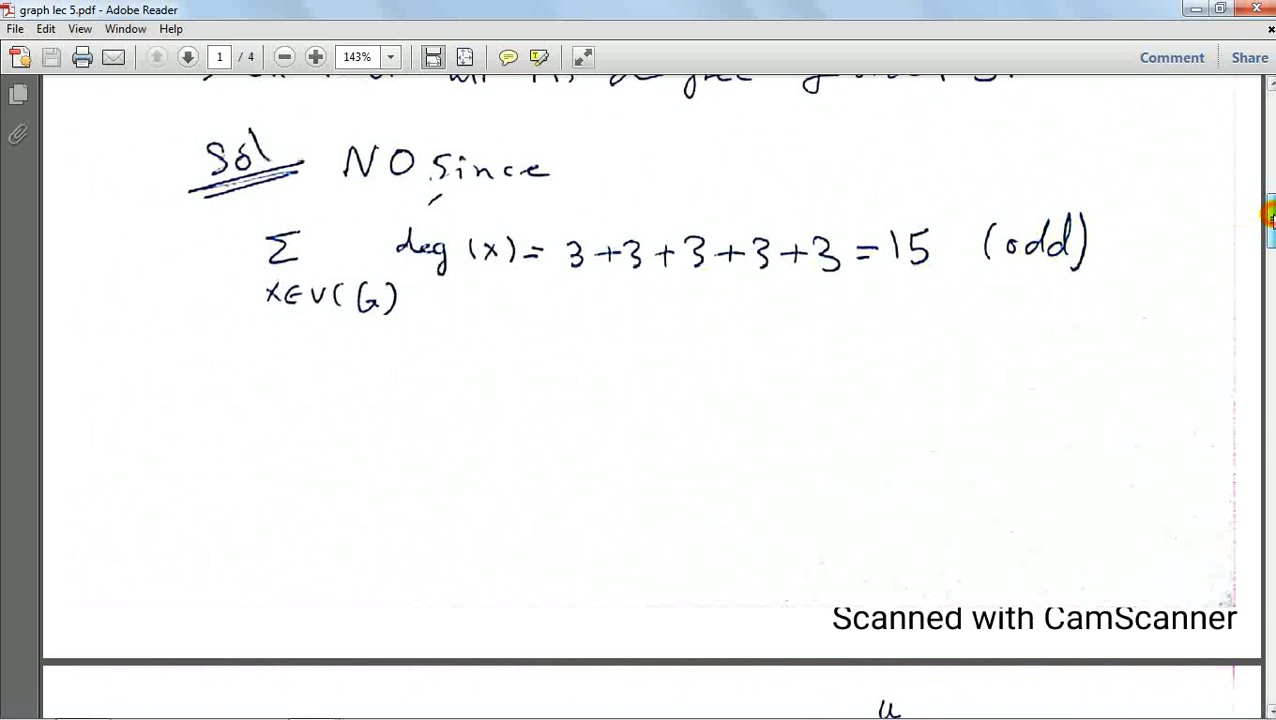 graph lec 5.pdf - Adobe Reader
File Edit View Window Help
1 / 4 143% Comment Share
Sol NO Since
Σ deg (x) = 3 + 3 + 3 + 3 + 3 = 15 (odd)
x∈V(G)
Scanned with CamScanner
u